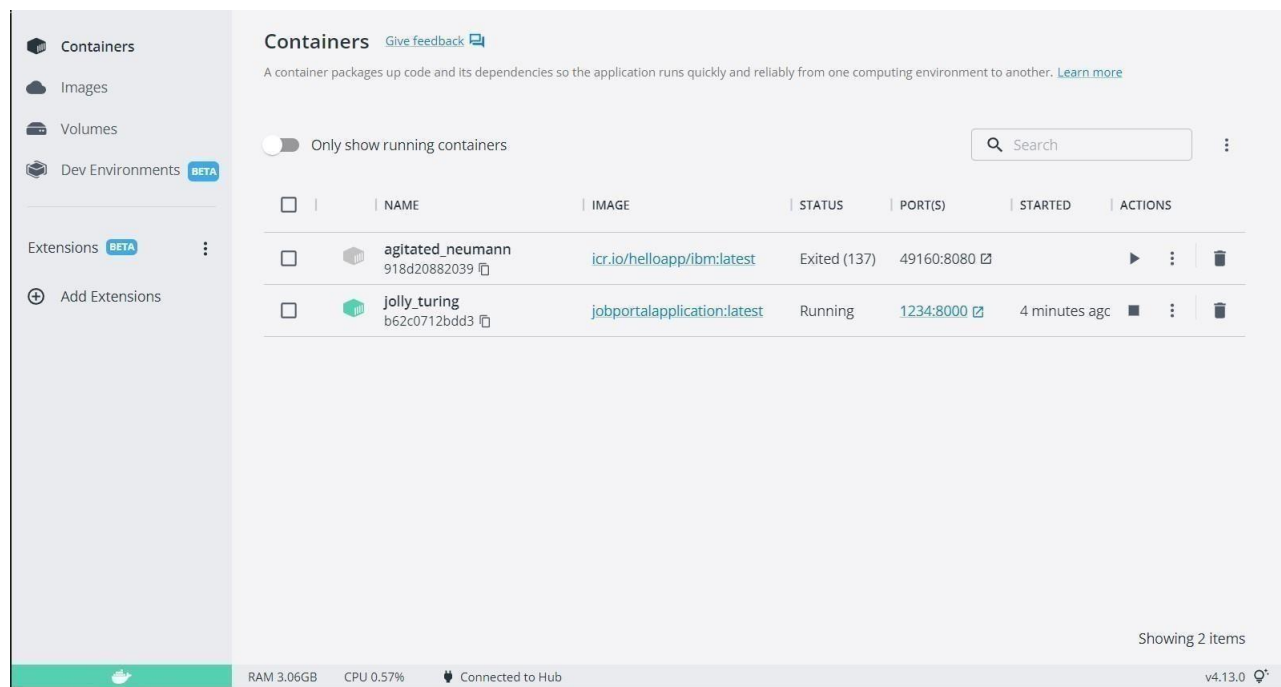 Containers
Images
Volumes
Dev Environments BETA
Extensions BETA
Add Extensions
Containers Give feedback
A container packages up code and its dependencies so the application runs quickly and reliably from one computing environment to another. Learn more
Only show running containers
Search
NAME IMAGE STATUS PORT(S) STARTED ACTIONS
agitated_neumann
918d20882039
icr.io/helloapp/ibm:latest Exited (137) 49160:8080
jolly_turing
b62c0712bdd3
jobportalapplication:latest Running 1234:8000 4 minutes agc
Showing 2 items
RAM 3.06GB CPU 0.57% Connected to Hub v4.13.0